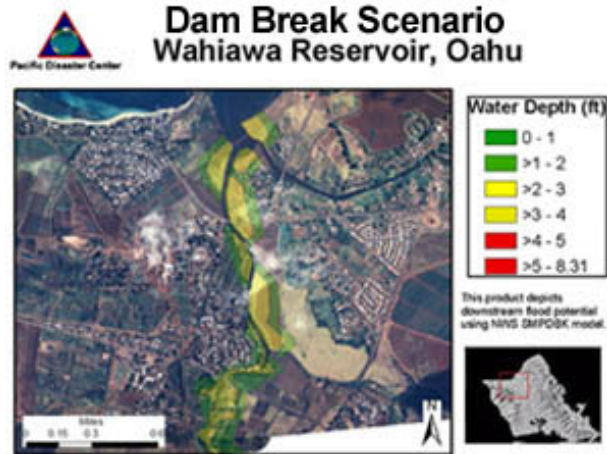 Dam Break Scenario
Wahiawa Reservoir, Oahu
Pacific Disaster Center
Water Depth (ft)
0 - 1
>1 - 2
>2 - 3
>3 - 4
>4 - 5
>5 - 8.31
This product depicts
downstream flood potential
using NWS SMPDBK model.
N
Miles
0 0.15 0.3